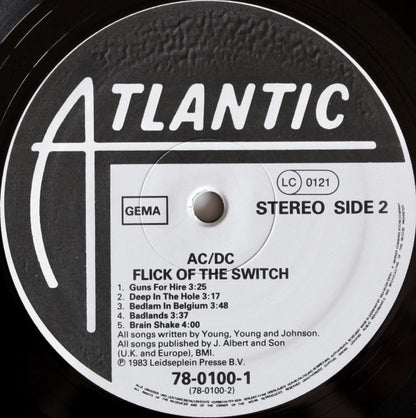 ATLANTIC
GEMA
LC 0121
STEREO SIDE 2
AC/DC
FLICK OF THE SWITCH
1. Guns For Hire 3:25
2. Deep In The Hole 3:17
3. Bedlam In Belgium 3:48
4. Badlands 3:37
5. Brain Shake 4:00
All songs written by Young, Young and Johnson.
All songs published by J. Albert and Son
(U.K. and Europe), BMI.
℗ 1983 Leidseplein Presse B.V.
78-0100-1
(78-0100-2)